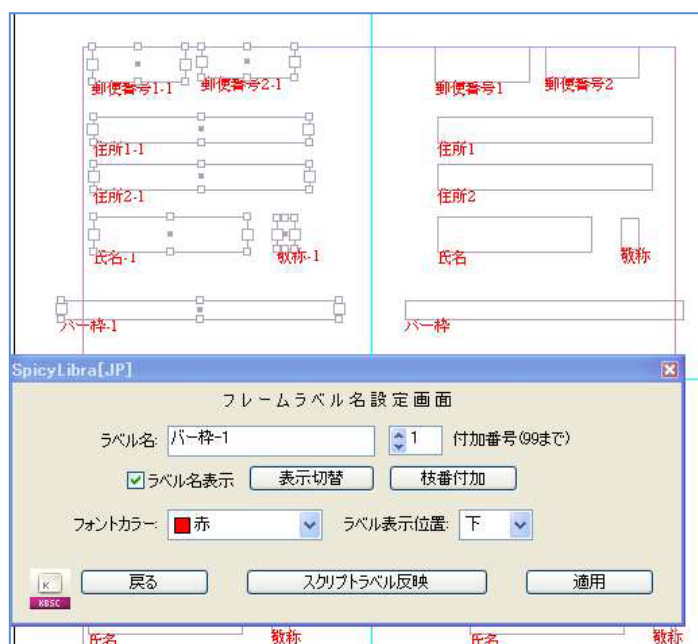 郵便番号1-1 郵便番号2-1 郵便番号1 郵便番号2
住所1-1 住所1
住所2-1 住所2
氏名-1 敬称-1 氏名 敬称
バー枠-1 バー枠
SpicyLibra[JP]
フレームラベル名設定画面
ラベル名: バー枠-1 1 付加番号(99まで)
ラベル名表示 表示切替 枝番付加
フォントカラー: 赤 ラベル表示位置:下
K
KBSC
戻る スクリプトラベル反映 適用
氏名 敬称 氏名 敬称